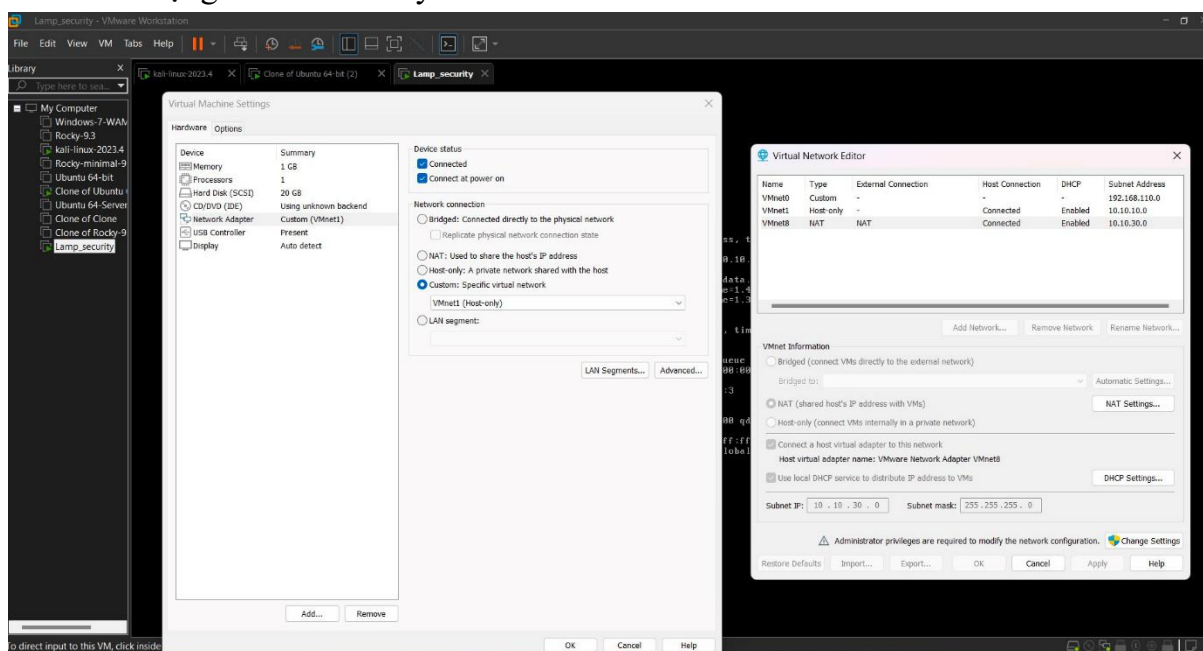 Lamp_security - VMware Workstation
File Edit View VM Tabs Help
Library X
Type here to sea...
kali-linux-2023.4 X Clone of Ubuntu 64-bit (2) X Lamp_security X
My Computer
Windows-7-WAN
Rocky-9.3
kali-linux-2023.4
Rocky-minimal-9
Ubuntu 64-bit
Clone of Ubuntu
Ubuntu 64-Server
Clone of Clone
Clone of Rocky-9
Lamp_security
Virtual Machine Settings X
Hardware Options
Device Summary
Memory 1 GB
Processors 1
Hard Disk (SCSI) 20 GB
CD/DVD (IDE) Using unknown backend
Network Adapter Custom (VMnet1)
USB Controller Present
Display Auto detect
Device status
Connected
Connect at power on
Network connection
Bridged: Connected directly to the physical network
Replicate physical network connection state
NAT: Used to share the host's IP address
Host-only: A private network shared with the host
Custom: Specific virtual network
VMnet1 (Host-only)
LAN segment:
LAN Segments... Advanced...
Add... Remove
OK Cancel Help
Virtual Network Editor X
Name Type External Connection Host Connection DHCP Subnet Address
VMnet0 Custom - - - 192.168.110.0
VMnet1 Host-only - Connected Enabled 10.10.10.0
VMnet8 NAT NAT Connected Enabled 10.10.30.0
Add Network... Remove Network Rename Network...
VMnet Information
Bridged (connect VMs directly to the external network)
Bridged to: Automatic Settings...
NAT (shared host's IP address with VMs) NAT Settings...
Host-only (connect VMs internally in a private network)
Connect a host virtual adapter to this network
Host virtual adapter name: VMware Network Adapter VMnet8
Use local DHCP service to distribute IP address to VMs DHCP Settings...
Subnet IP: 10 . 10 . 30 . 0 Subnet mask: 255 . 255 . 255 . 0
Administrator privileges are required to modify the network configuration. Change Settings
Restore Defaults Import... Export... OK Cancel Apply Help
To direct input to this VM, click inside